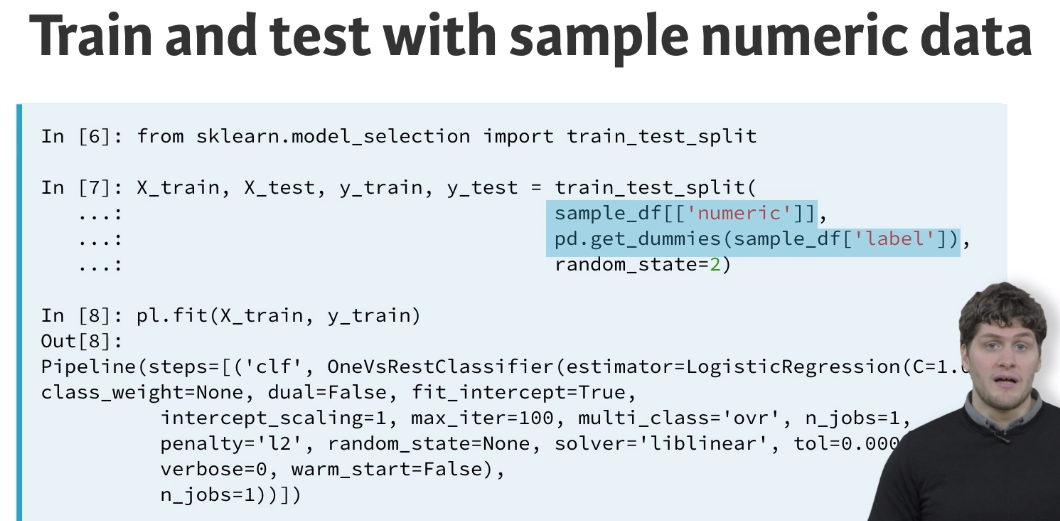 Train and test with sample numeric data
In [6]: from sklearn.model_selection import train_test_split
In [7]: X_train, X_test, y_train, y_test = train_test_split(
...: sample_df[['numeric']],
...: pd.get_dummies(sample_df['label']),
...: random_state=2)
In [8]: pl.fit(X_train, y_train)
Out[8]:
Pipeline(steps=[('clf', OneVsRestClassifier(estimator=LogisticRegression(C=1.
class_weight=None, dual=False, fit_intercept=True,
intercept_scaling=1, max_iter=100, multi_class='ovr', n_jobs=1,
penalty='l2', random_state=None, solver='liblinear', tol=0.000
verbose=0, warm_start=False),
n_jobs=1))])